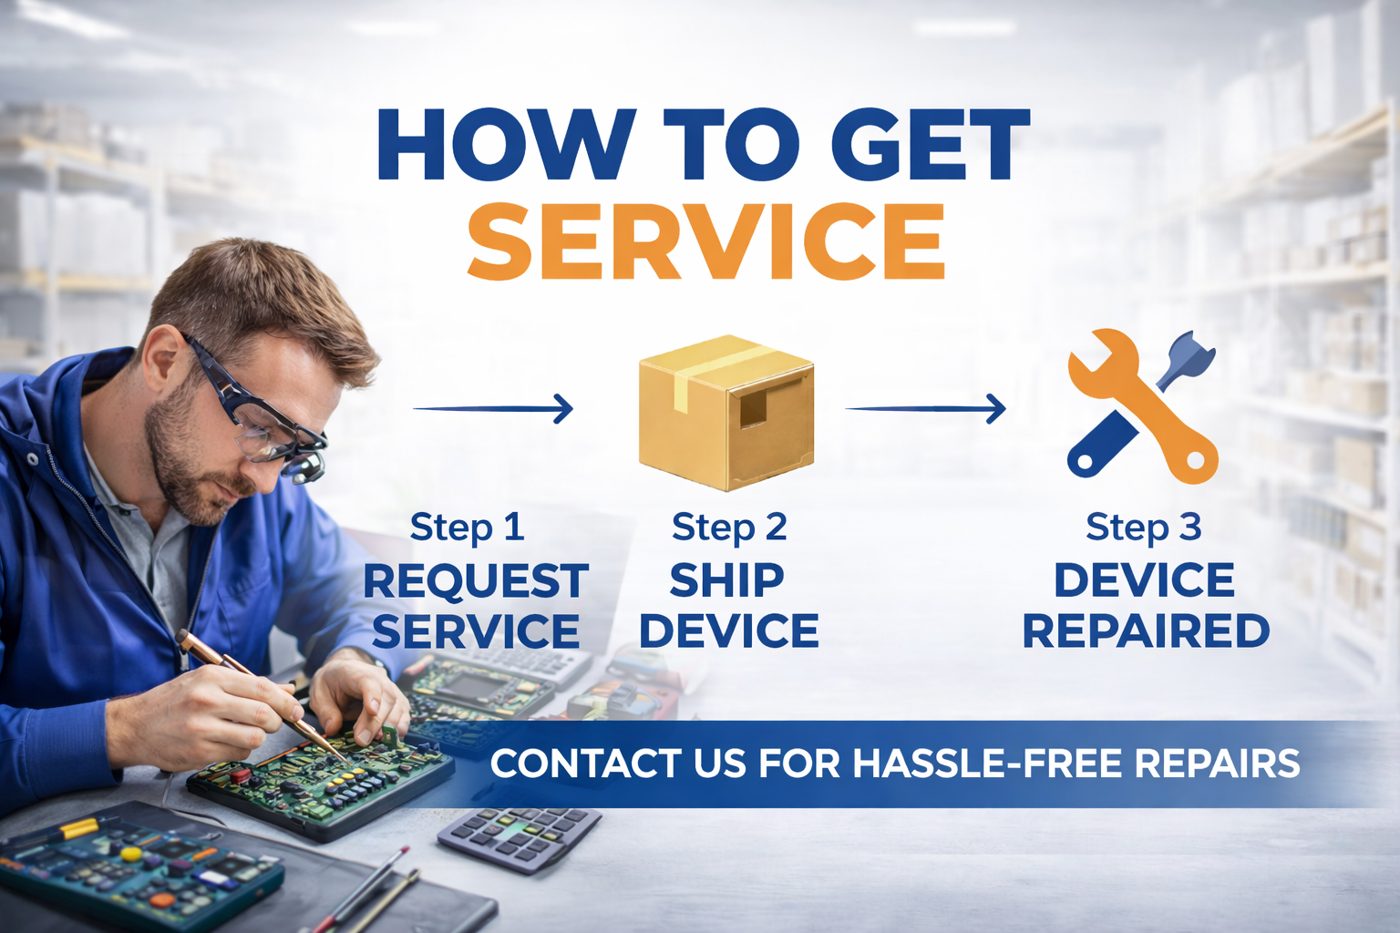 HOW TO GET
SERVICE
Step 1
REQUEST
SERVICE
Step 2
SHIP
DEVICE
Step 3
DEVICE
REPAIRED
CONTACT US FOR HASSLE-FREE REPAIRS